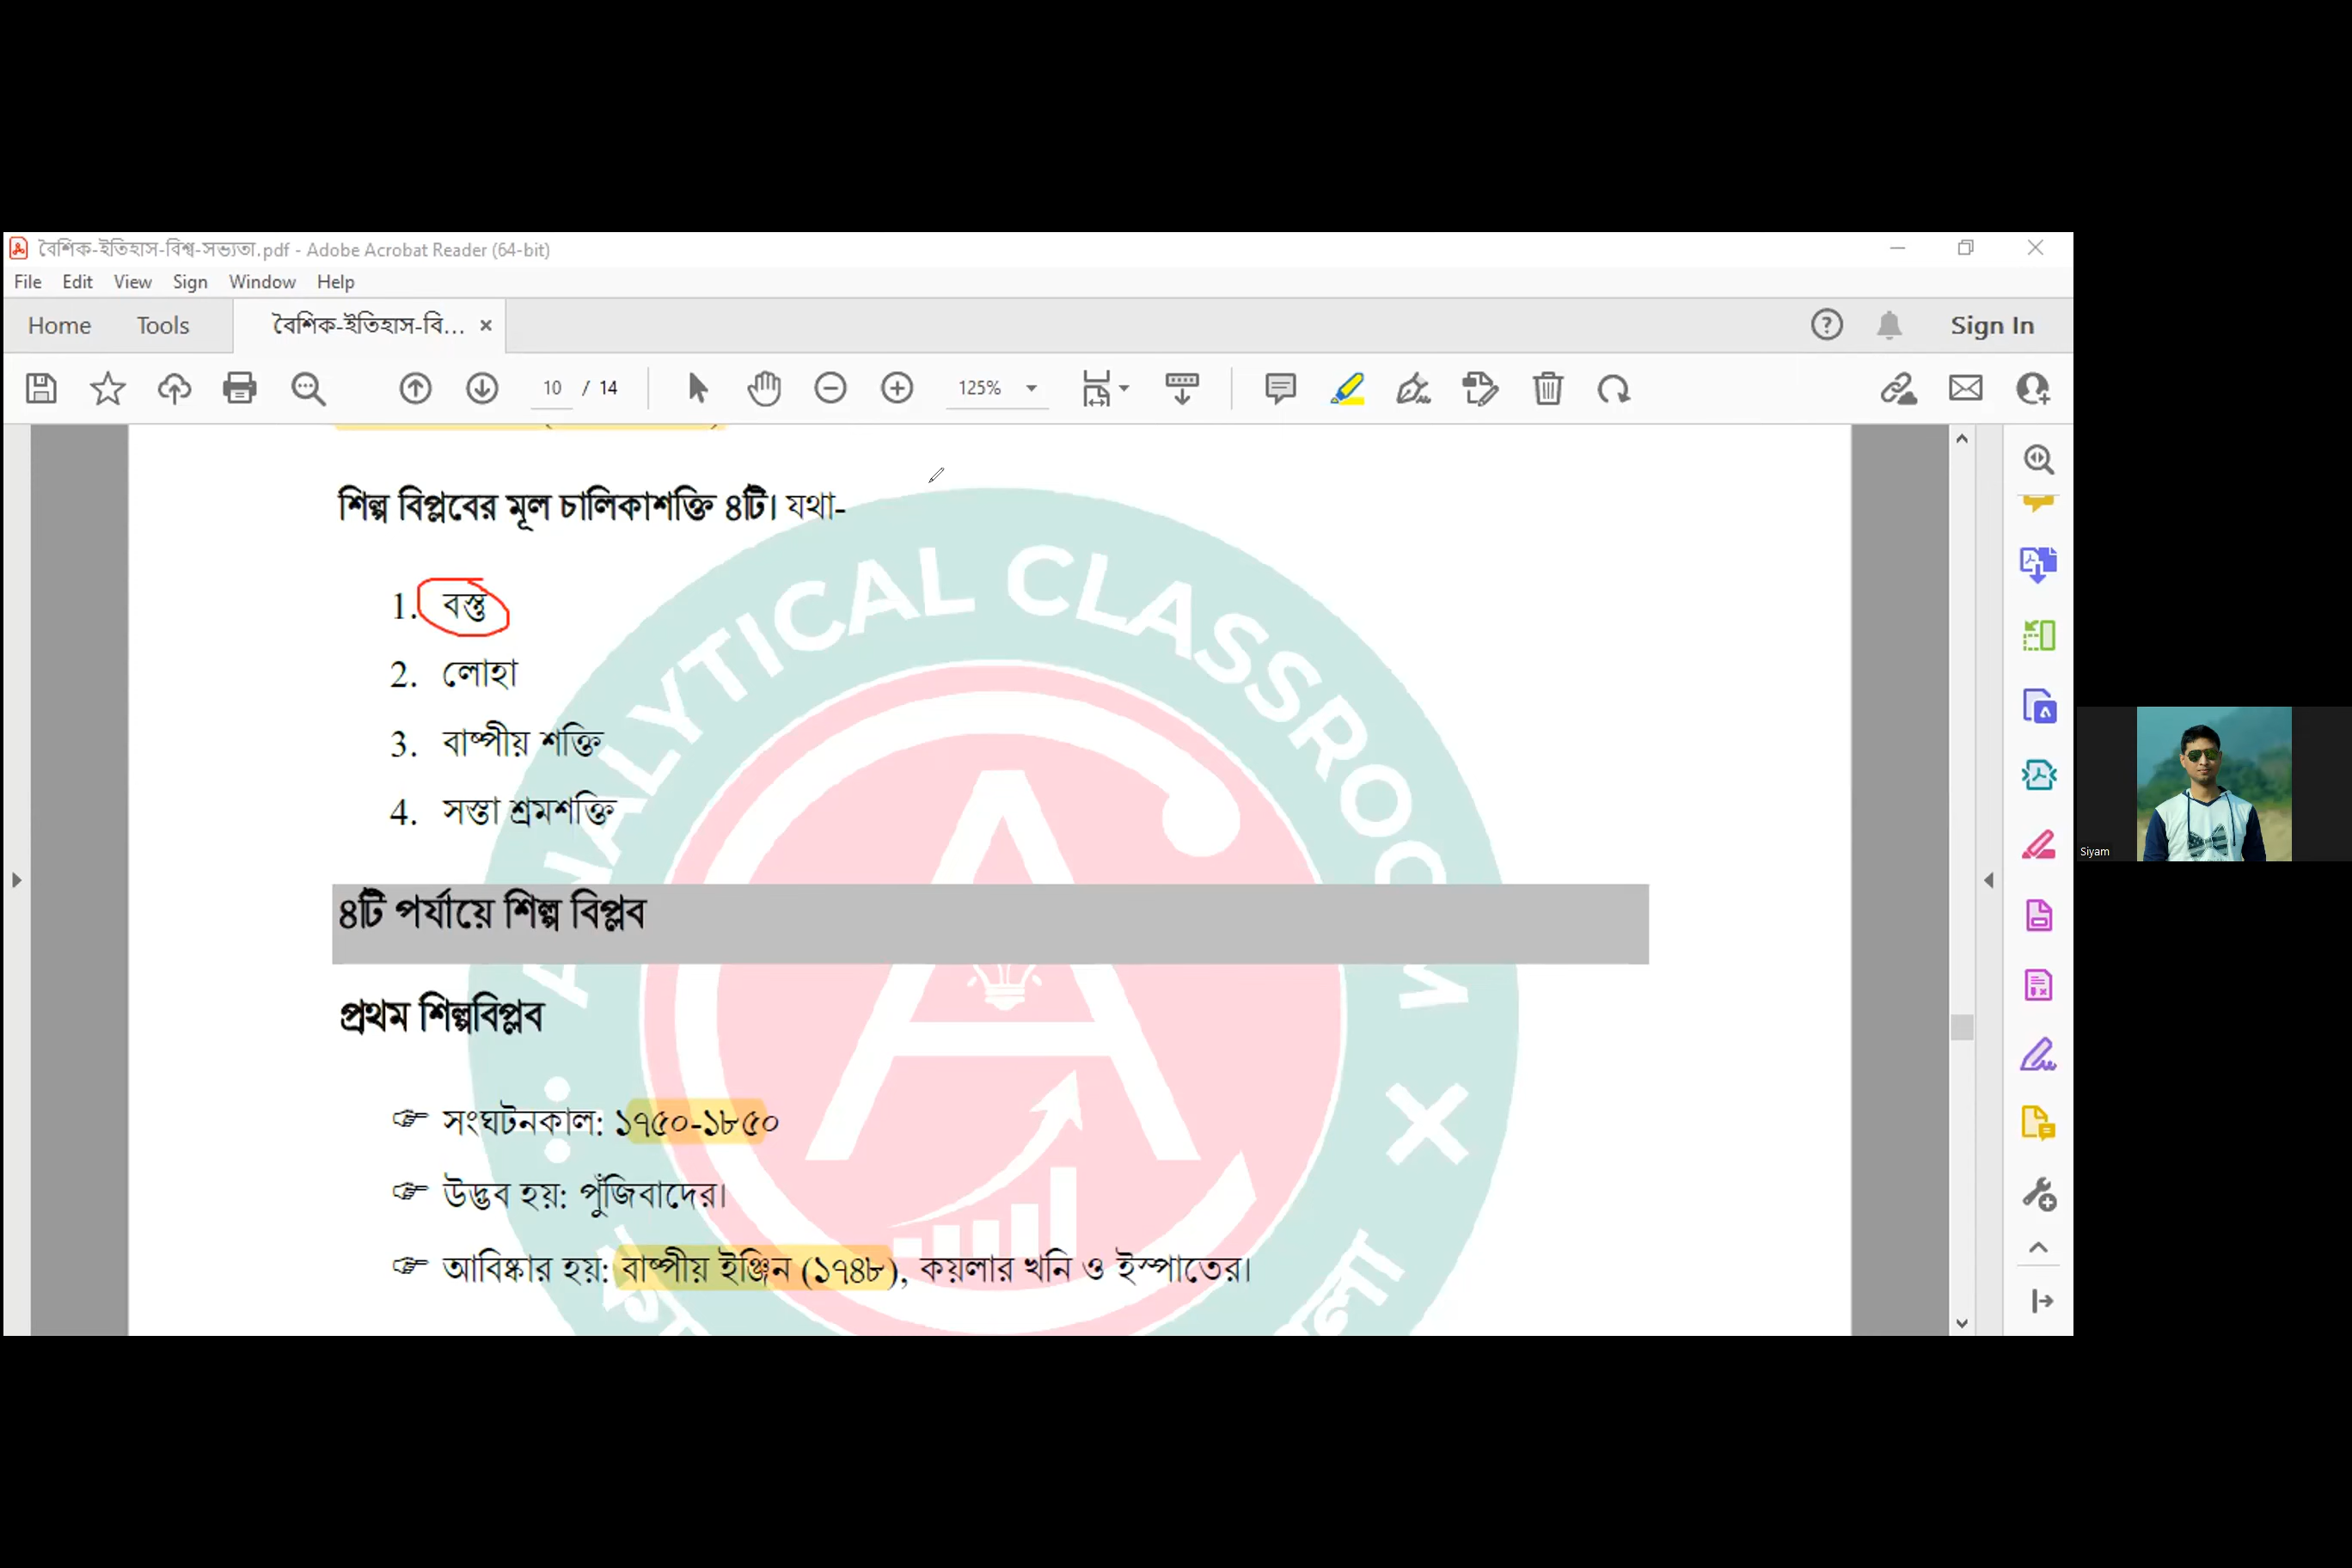 বৈশিক-ইতিহাস-বিশ্ব-সভ্যতা.pdf - Adobe Acrobat Reader (64-bit)
File Edit View Sign Window Help
Home Tools বৈশিক-ইতিহাস-বি... × Sign In
10 / 14 125%
শিল্প বিপ্লবের মূল চালিকাশক্তি ৪টি। যথা-
1. বস্তু
2. লোহা
3. বাষ্পীয় শক্তি
4. সস্তা শ্রমশক্তি
৪টি পর্যায়ে শিল্প বিপ্লব
প্রথম শিল্পবিপ্লব
☞ সংঘটনকাল: ১৭৫০-১৮৫০
☞ উদ্ভব হয়: পুঁজিবাদের।
☞ আবিষ্কার হয়: বাষ্পীয় ইঞ্জিন (১৭৪৮), কয়লার খনি ও ইস্পাতের।
ANALYTICAL CLASSROOM
Siyam